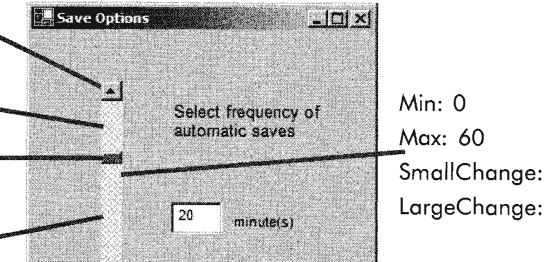 Save Options
Select frequency of
automatic saves
20
minute(s)
Min: 0
Max: 60
SmallChange:
LargeChange: